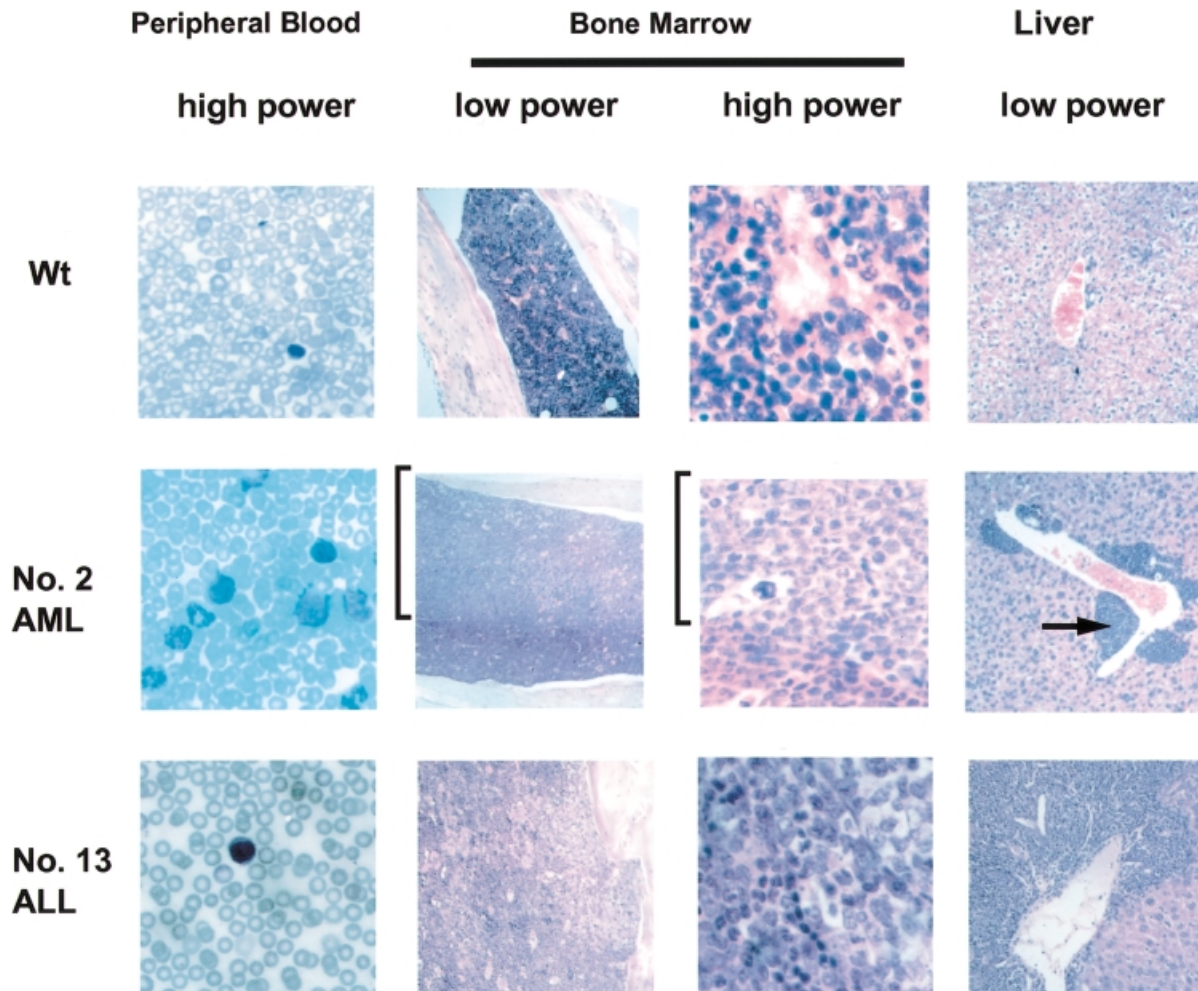 Peripheral Blood
Bone Marrow
Liver
high power
low power
high power
low power
Wt
No. 2
AML
No. 13
ALL